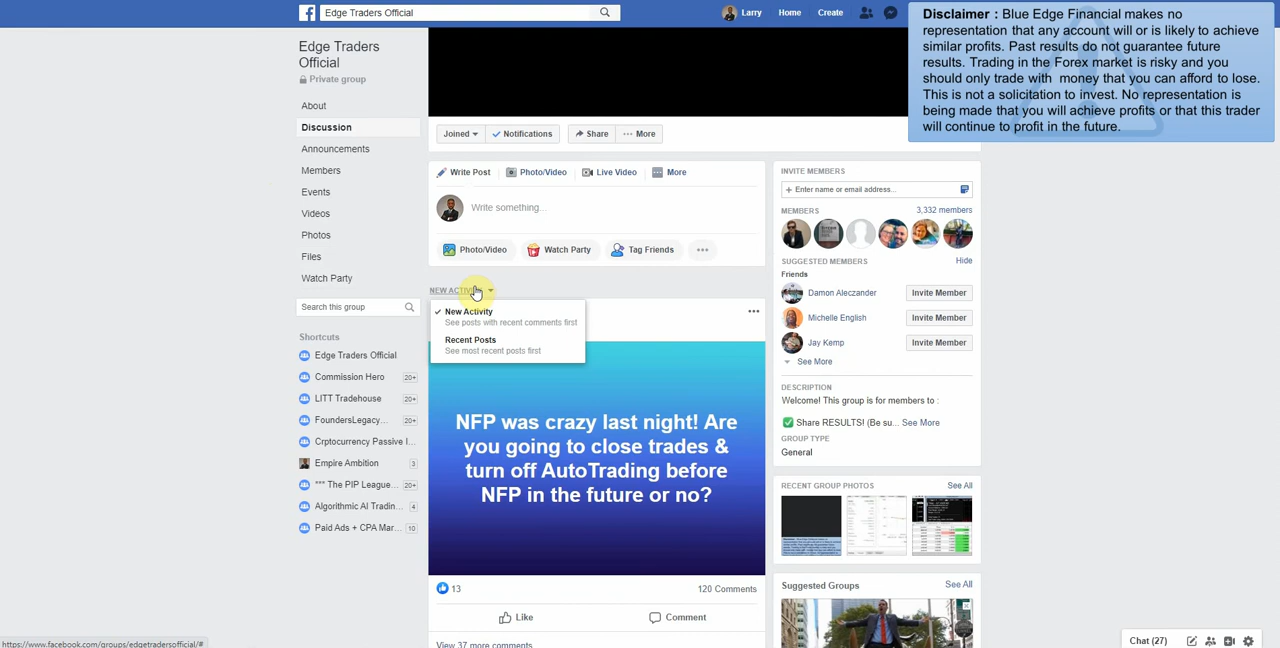 Edge Traders Official
Larry
Home
Create
Disclaimer : Blue Edge Financial makes no
representation that any account will or is likely to achieve
similar profits. Past results do not guarantee future
results. Trading in the Forex market is risky and you
should only trade with money that you can afford to lose.
This is not a solicitation to invest. No representation is
being made that you will achieve profits or that this trader
will continue to profit in the future.
Edge Traders
Official
Private group
About
Discussion
Announcements
Members
Events
Videos
Photos
Files
Watch Party
Search this group
Shortcuts
Edge Traders Official
Commission Hero 20+
LITT Tradehouse 20+
FoundersLegacy... 20+
Crptocurrency Passive I...
Empire Ambition 3
*** The PIP League... 20+
Algorithmic AI Tradin... 4
Paid Ads + CPA Mar... 10
Joined
Notifications
Share
More
Write Post
Photo/Video
Live Video
More
Write something...
Photo/Video
Watch Party
Tag Friends
NEW ACTIV
New Activity
See posts with recent comments first
Recent Posts
See most recent posts first
NFP was crazy last night! Are
you going to close trades &
turn off AutoTrading before
NFP in the future or no?
13
120 Comments
Like
Comment
View 37 more comments
INVITE MEMBERS
+ Enter name or email address...
MEMBERS
3,332 members
SUGGESTED MEMBERS
Hide
Friends
Damon Aleczander
Invite Member
Michelle English
Invite Member
Jay Kemp
Invite Member
See More
DESCRIPTION
Welcome! This group is for members to :
Share RESULTS! (Be su... See More
GROUP TYPE
General
RECENT GROUP PHOTOS
See All
Suggested Groups
See All
Chat (27)
https://www.facebook.com/groups/edgetradersofficial/#